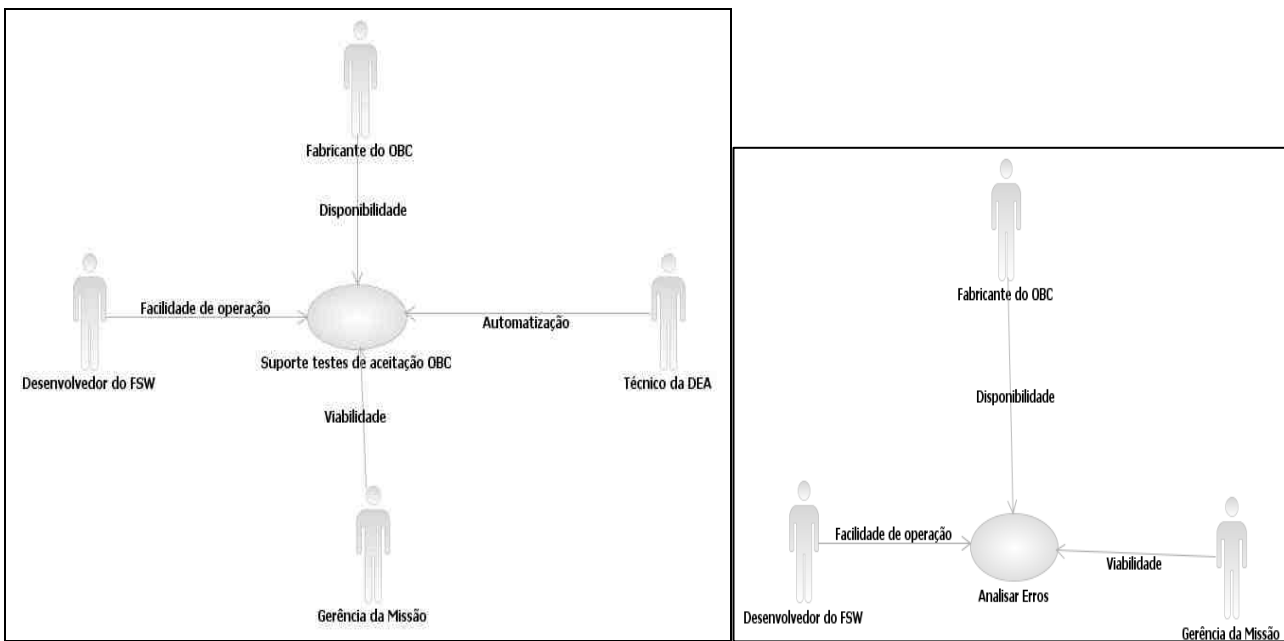 Fabricante do OBC
Disponibilidade
Facilidade de operação
Automatização
Suporte testes de aceitação OBC
Desenvolvedor do FSW
Técnico da DEA
Viabilidade
Gerência da Missão
Fabricante do OBC
Disponibilidade
Facilidade de operação
Viabilidade
Analisar Erros
Desenvolvedor do FSW
Gerência da Missão